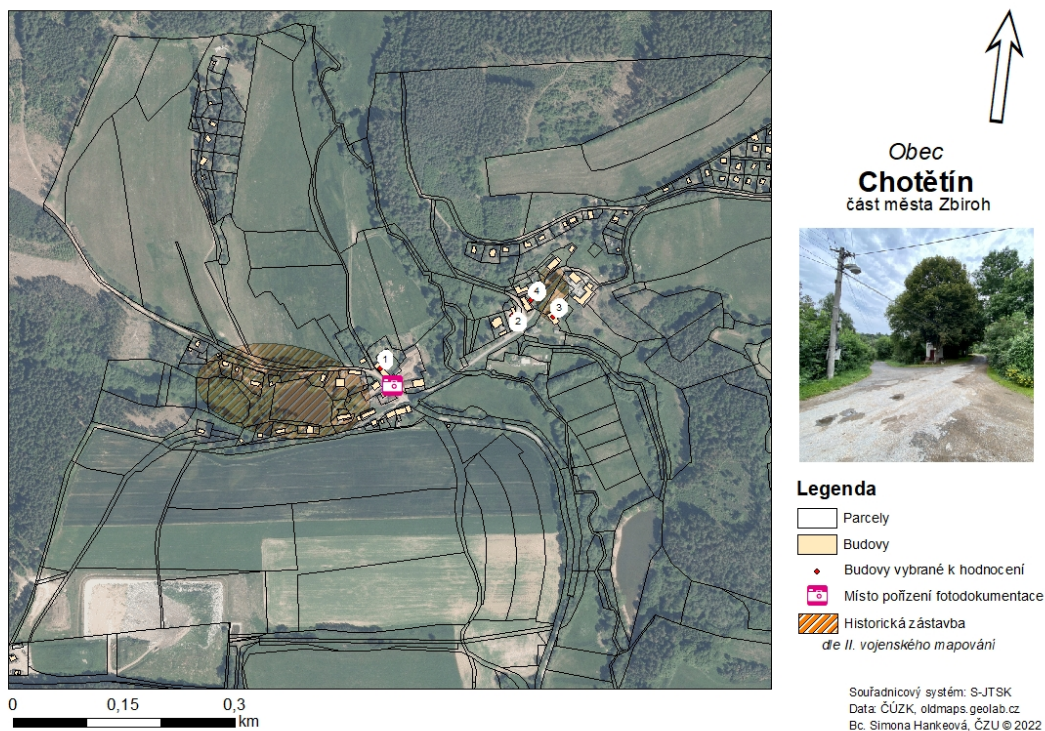 Obec
Chotětín
část města Zbiroh
1
4
3
2
Legenda
Parcely
Budovy
Budovy vybrané k hodnocení
Místo pořízení fotodokumentace
Historická zástavba
dle II. vojenského mapování
0 0,15 0,3
km
Souřadnicový systém: S-JTSK
Data: ČÚZK, oldmaps.geolab.cz
Bc. Simona Hankeová, ČZU © 2022